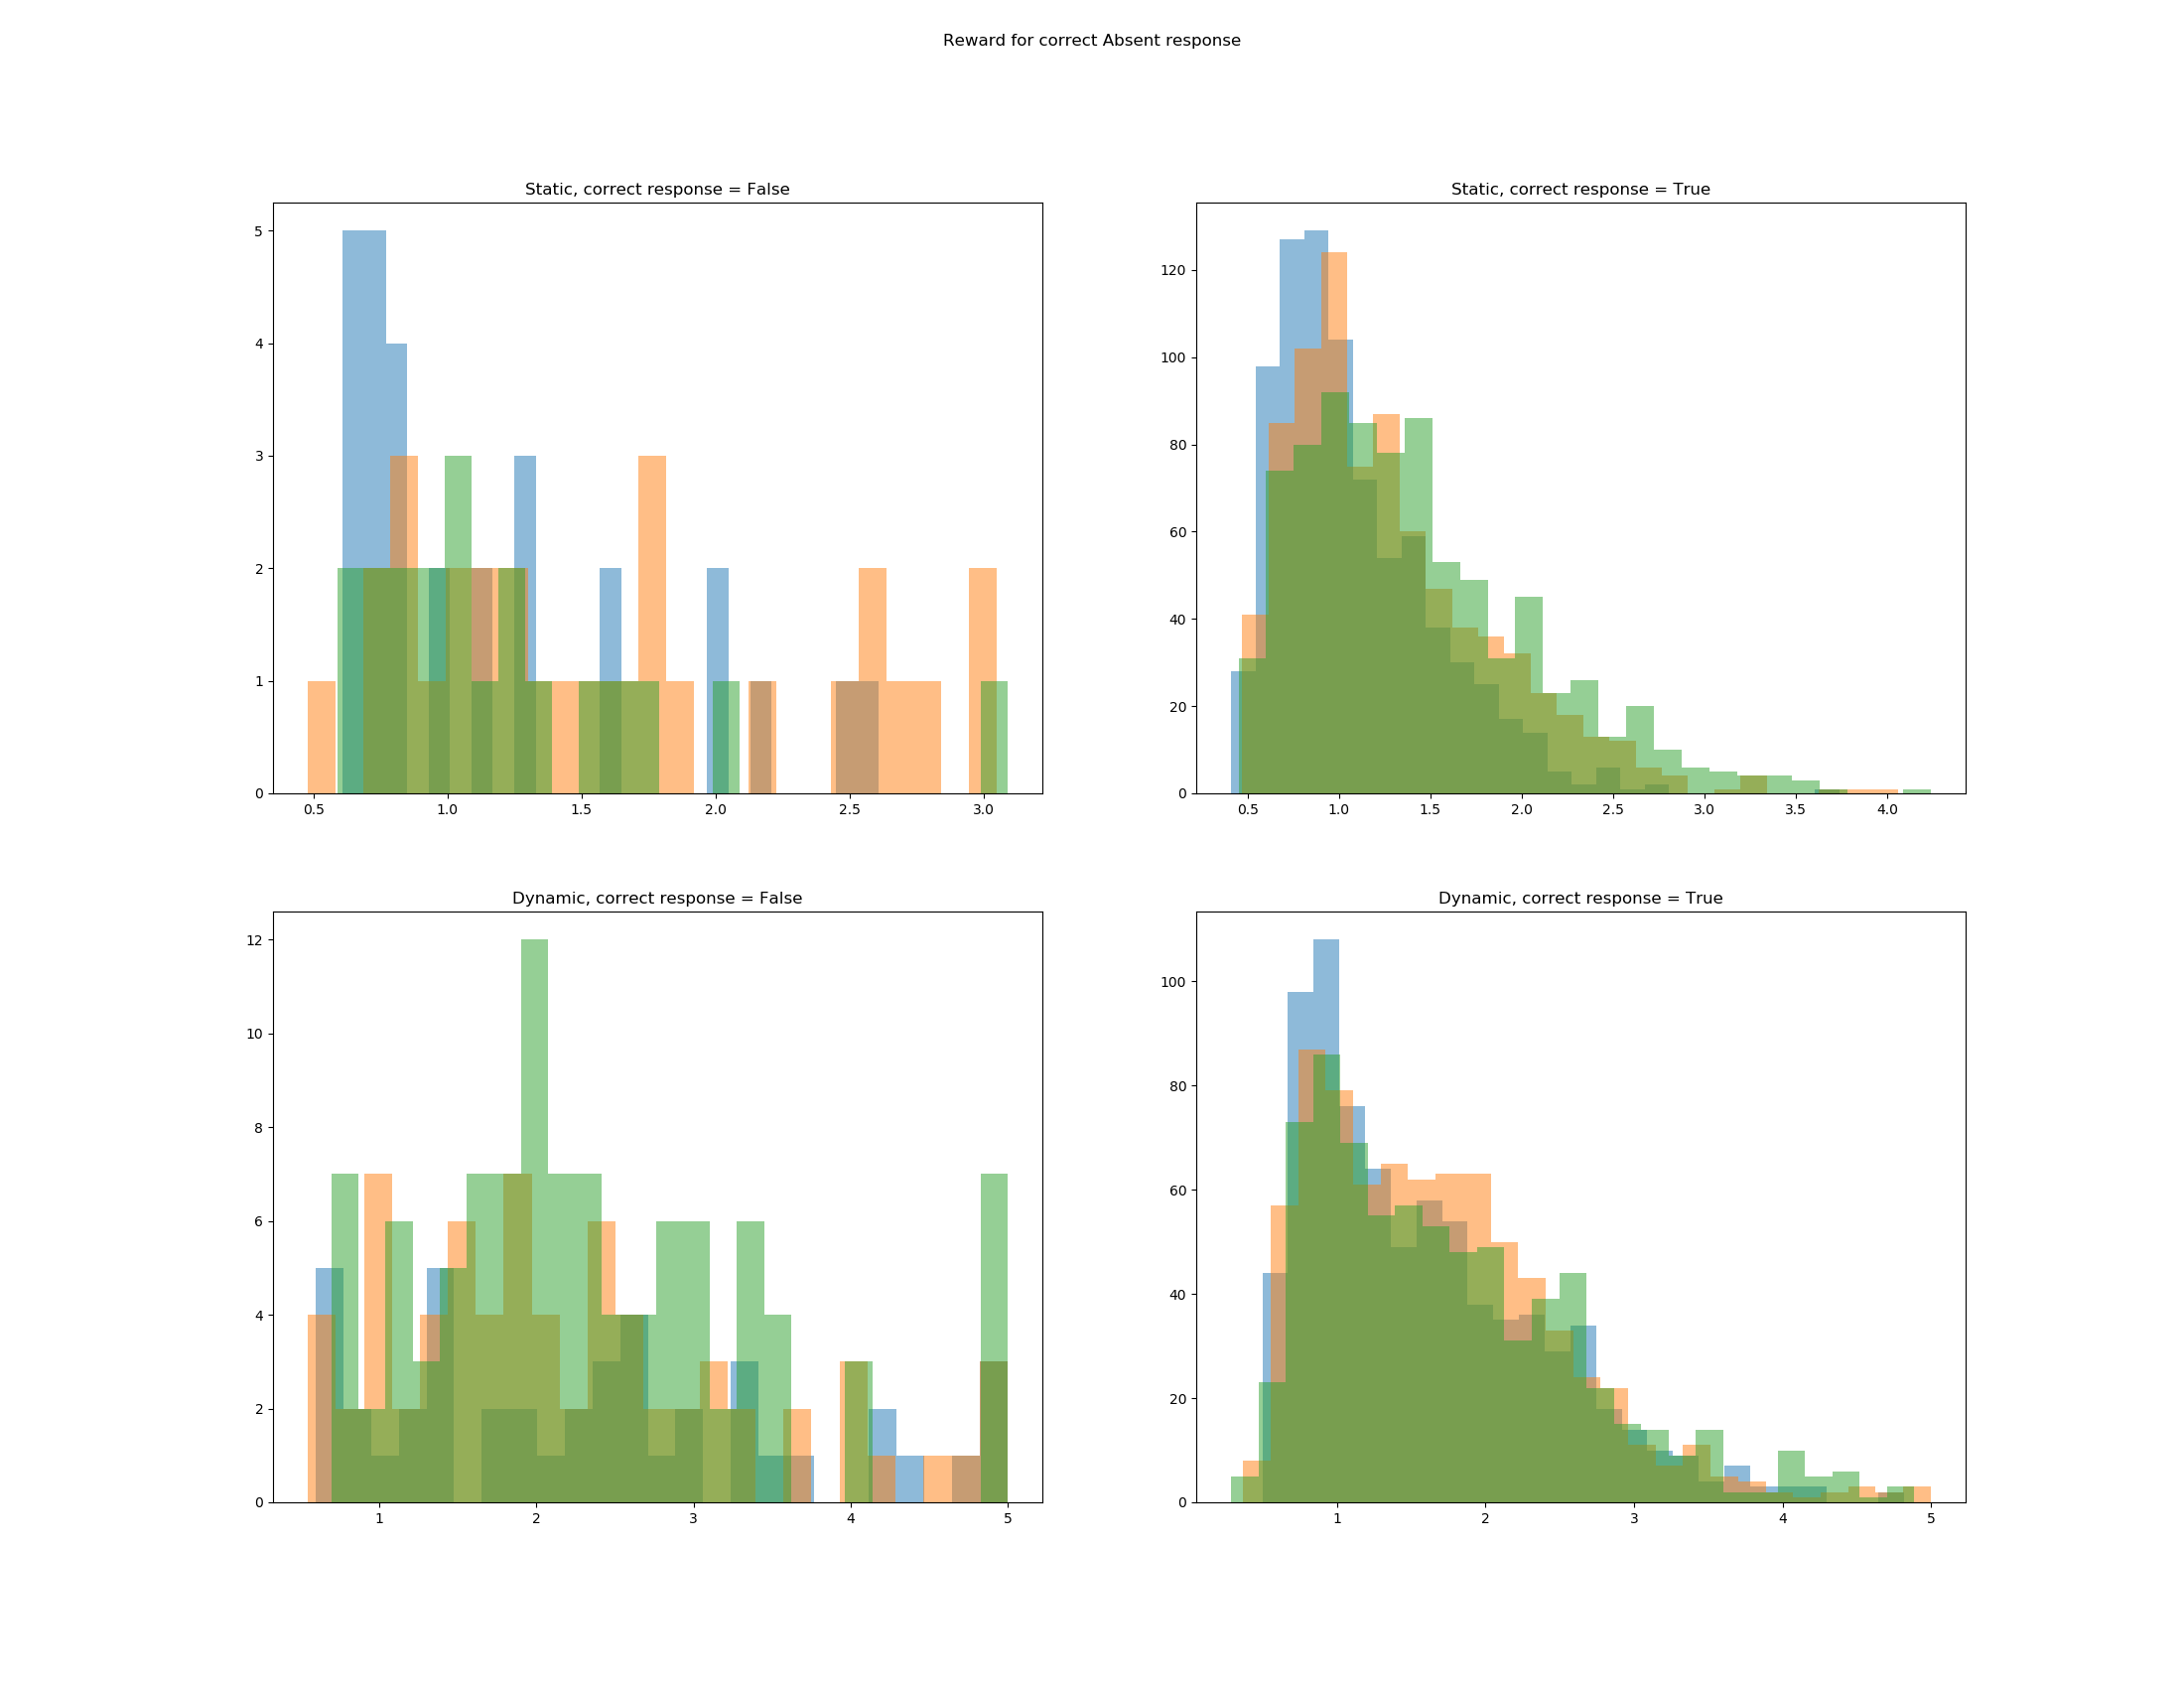 Reward for correct Absent response
Static, correct response = False
5
4
3
2
1
0
0.5 1.0 1.5 2.0 2.5 3.0
Static, correct response = True
120
100
80
60
40
20
0
0.5 1.0 1.5 2.0 2.5 3.0 3.5 4.0
Dynamic, correct response = False
12
10
8
6
4
2
0
1 2 3 4 5
Dynamic, correct response = True
100
80
60
40
20
0
1 2 3 4 5